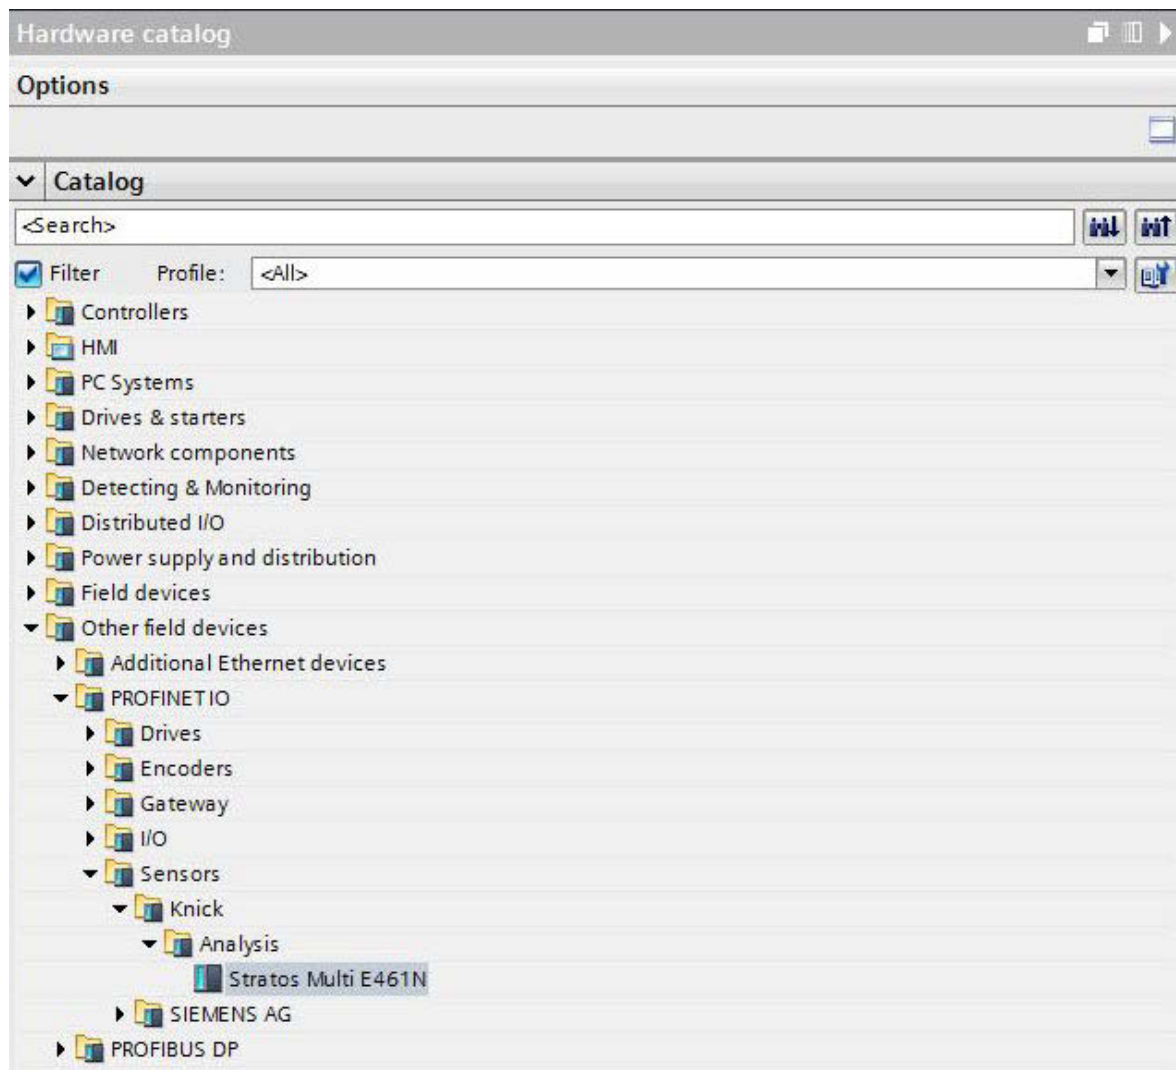 Hardware catalog
Options
Catalog
<Search>
Filter Profile: <All>
Controllers
HMI
PC Systems
Drives & starters
Network components
Detecting & Monitoring
Distributed I/O
Power supply and distribution
Field devices
Other field devices
Additional Ethernet devices
PROFINET IO
Drives
Encoders
Gateway
I/O
Sensors
Knick
Analysis
Stratos Multi E461N
SIEMENS AG
PROFIBUS DP